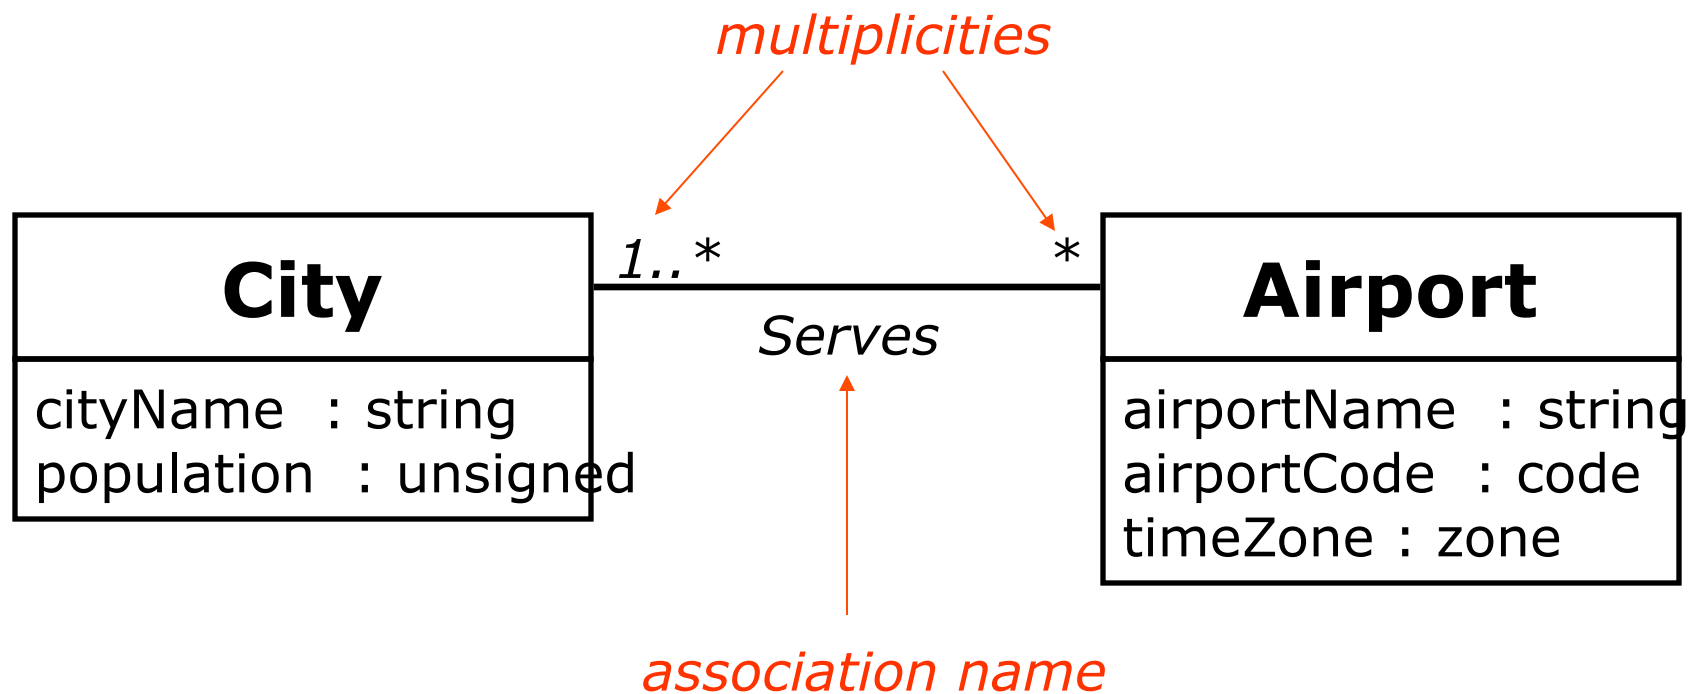 multiplicities
1..*
*
City
Airport
Serves
cityName : string
population : unsigned
airportName : string
airportCode : code
timeZone : zone
association name